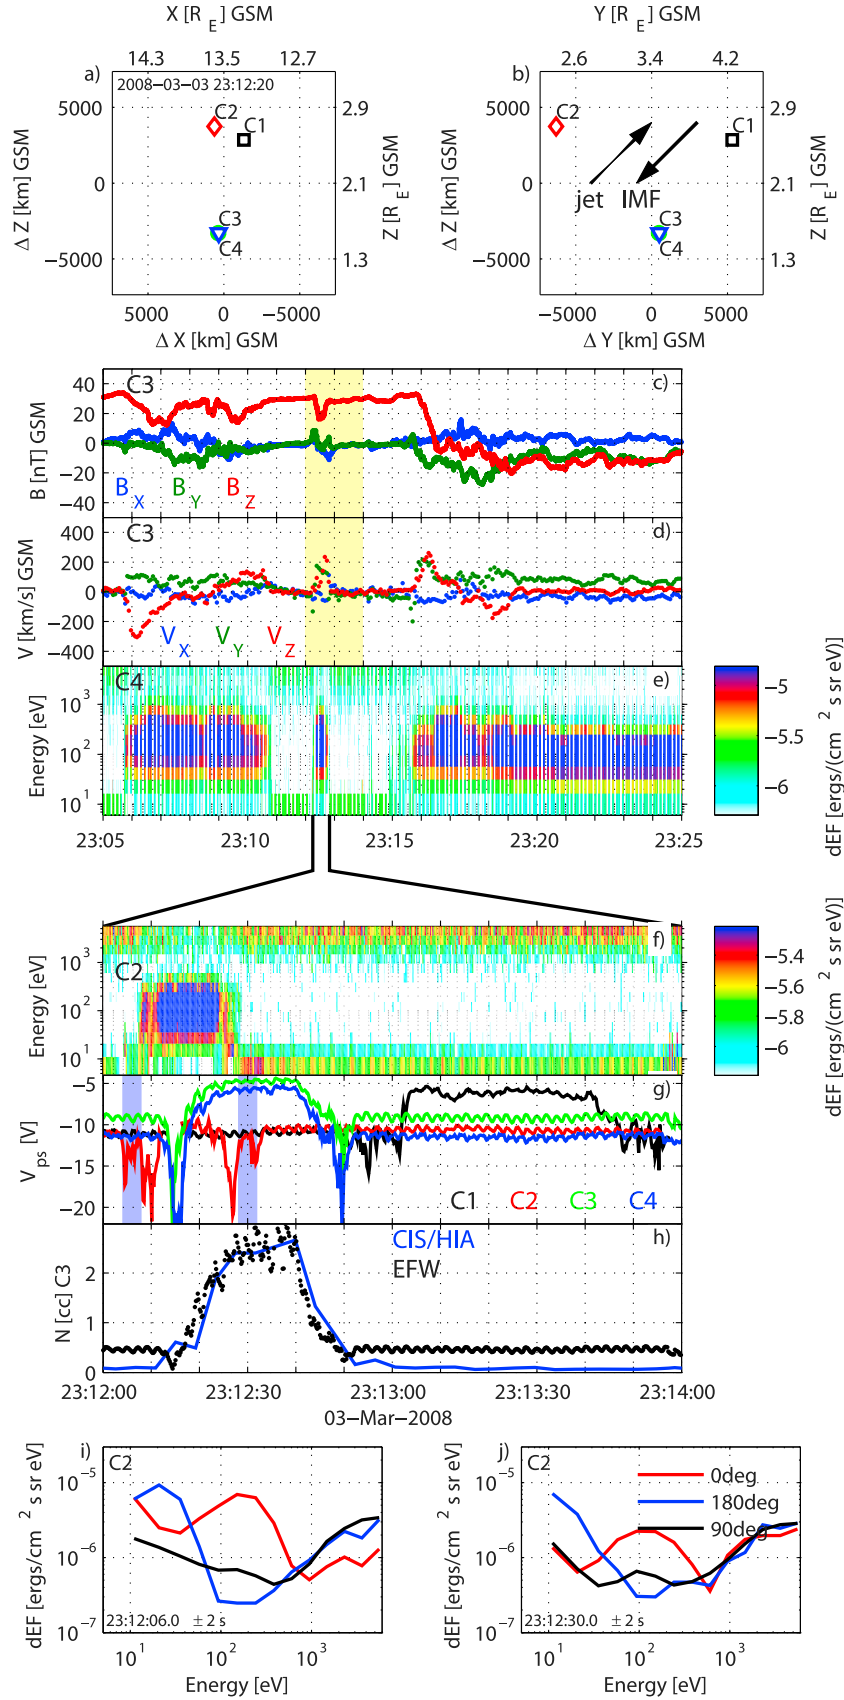 X [R_E] GSM
Y [R_E] GSM
14.3 13.5 12.7
2.6 3.4 4.2
a) 2008−03−03 23:12:20
b)
C2
C1
C3
C4
5000
0
−5000
Δ Z [km] GSM
2.9
2.1
1.3
Z [R_E] GSM
5000 0 −5000
Δ X [km] GSM
C2
C1
jet IMF
C3
C4
5000
0
−5000
Δ Z [km] GSM
2.9
2.1
1.3
Z [R_E] GSM
−5000 0 5000
Δ Y [km] GSM
C3 c)
40
20
0
−20
−40
B [nT] GSM
B_X B_Y B_Z
C3 d)
400
200
0
−200
−400
V [km/s] GSM
V_X V_Y V_Z
C4 e)
10^3
10^2
10^1
Energy [eV]
−5
−5.5
−6
dEF [ergs/(cm^2 s sr eV)]
23:05 23:10 23:15 23:20 23:25
C2 f)
10^3
10^2
10^1
Energy [eV]
−5.4
−5.6
−5.8
−6
dEF [ergs/(cm^2 s sr eV)]
g)
−5
−10
−15
−20
V_ps [V]
C1 C2 C3 C4
h)
CIS/HIA
EFW
2
1
0
N [cc] C3
23:12:00 23:12:30 23:13:00 23:13:30 23:14:00
03−Mar−2008
i) C2
10^−5
10^−6
10^−7
dEF [ergs/cm^2 s sr eV]
23:12:06.0 ± 2 s
10^1 10^2 10^3
Energy [eV]
j) C2
0deg
180deg
90deg
10^−5
10^−6
10^−7
dEF [ergs/cm^2 s sr eV]
23:12:30.0 ± 2 s
10^1 10^2 10^3
Energy [eV]